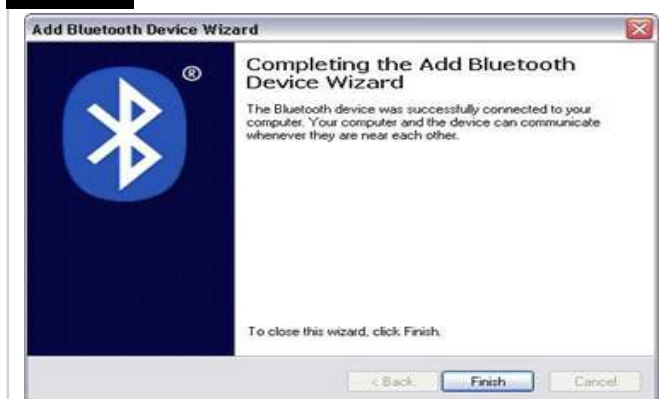 Add Bluetooth Device Wizard
®
Completing the Add Bluetooth
Device Wizard
The Bluetooth device was successfully connected to your
computer. Your computer and the device can communicate
whenever they are near each other.
To close this wizard, click Finish.
< Back
Finish
Cancel